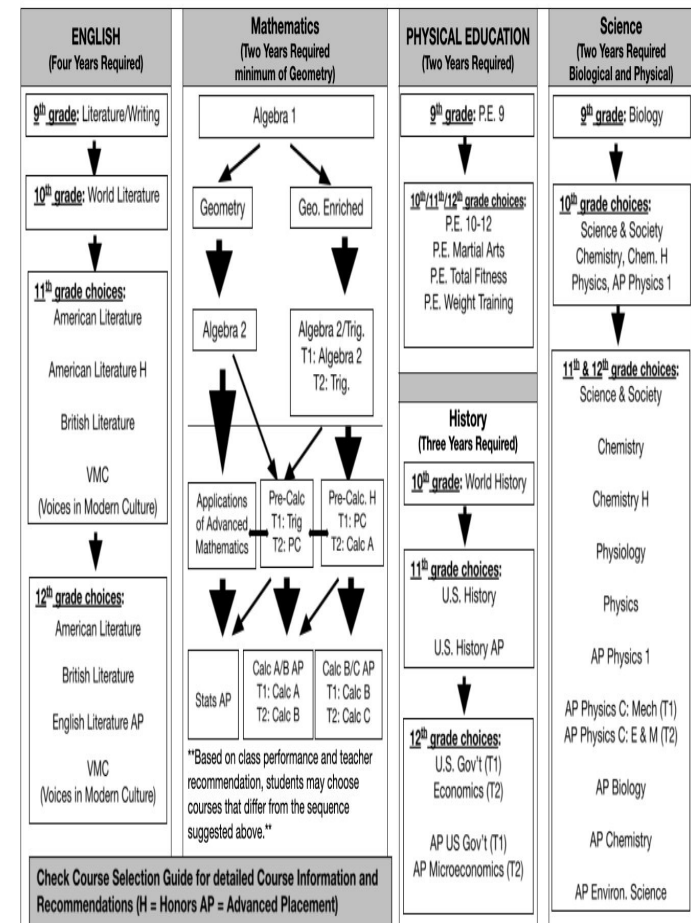 ENGLISH
(Four Years Required)
9th grade: Literature/Writing
10th grade: World Literature
11th grade choices:
American Literature
American Literature H
British Literature
VMC
(Voices in Modern Culture)
12th grade choices:
American Literature
British Literature
English Literature AP
VMC
(Voices in Modern Culture)
Mathematics
(Two Years Required
minimum of Geometry)
Algebra 1
Geometry
Geo. Enriched
Algebra 2
Algebra 2/Trig.
T1: Algebra 2
T2: Trig.
Applications
of Advanced
Mathematics
Pre-Calc
T1: Trig
T2: PC
Pre-Calc. H
T1: PC
T2: Calc A
Stats AP
Calc A/B AP
T1: Calc A
T2: Calc B
Calc B/C AP
T1: Calc B
T2: Calc C
**Based on class performance and teacher
recommendation, students may choose
courses that differ from the sequence
suggested above.**
PHYSICAL EDUCATION
(Two Years Required)
9th grade: P.E. 9
10th/11th/12th grade choices:
P.E. 10-12
P.E. Martial Arts
P.E. Total Fitness
P.E. Weight Training
History
(Three Years Required)
10th grade: World History
11th grade choices:
U.S. History
U.S. History AP
12th grade choices:
U.S. Gov't (T1)
Economics (T2)
AP US Gov't (T1)
AP Microeconomics (T2)
Science
(Two Years Required
Biological and Physical)
9th grade: Biology
10th grade choices:
Science & Society
Chemistry, Chem. H
Physics, AP Physics 1
11th & 12th grade choices:
Science & Society
Chemistry
Chemistry H
Physiology
Physics
AP Physics 1
AP Physics C: Mech (T1)
AP Physics C: E & M (T2)
AP Biology
AP Chemistry
AP Environ. Science
Check Course Selection Guide for detailed Course Information and
Recommendations (H = Honors AP = Advanced Placement)